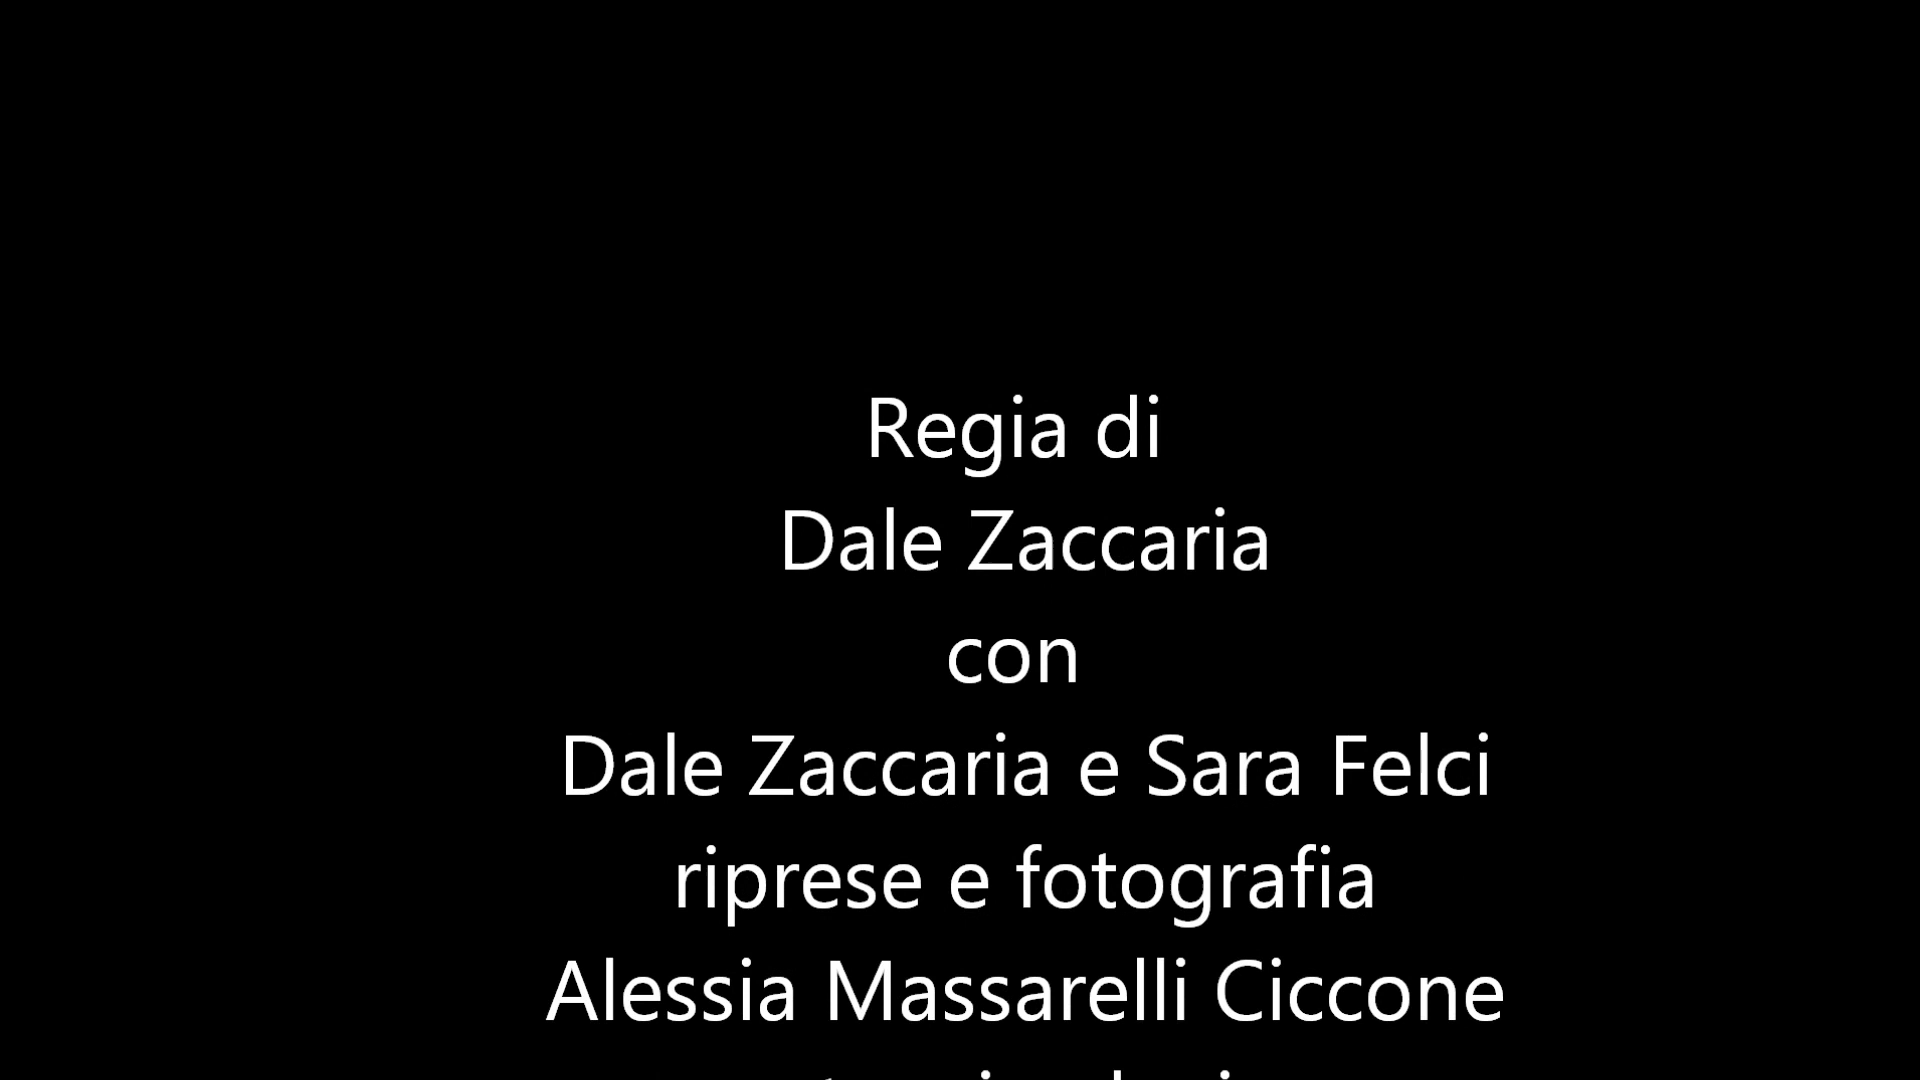 Regia di
Dale Zaccaria
con
Dale Zaccaria e Sara Felci
riprese e fotografia
Alessia Massarelli Ciccone